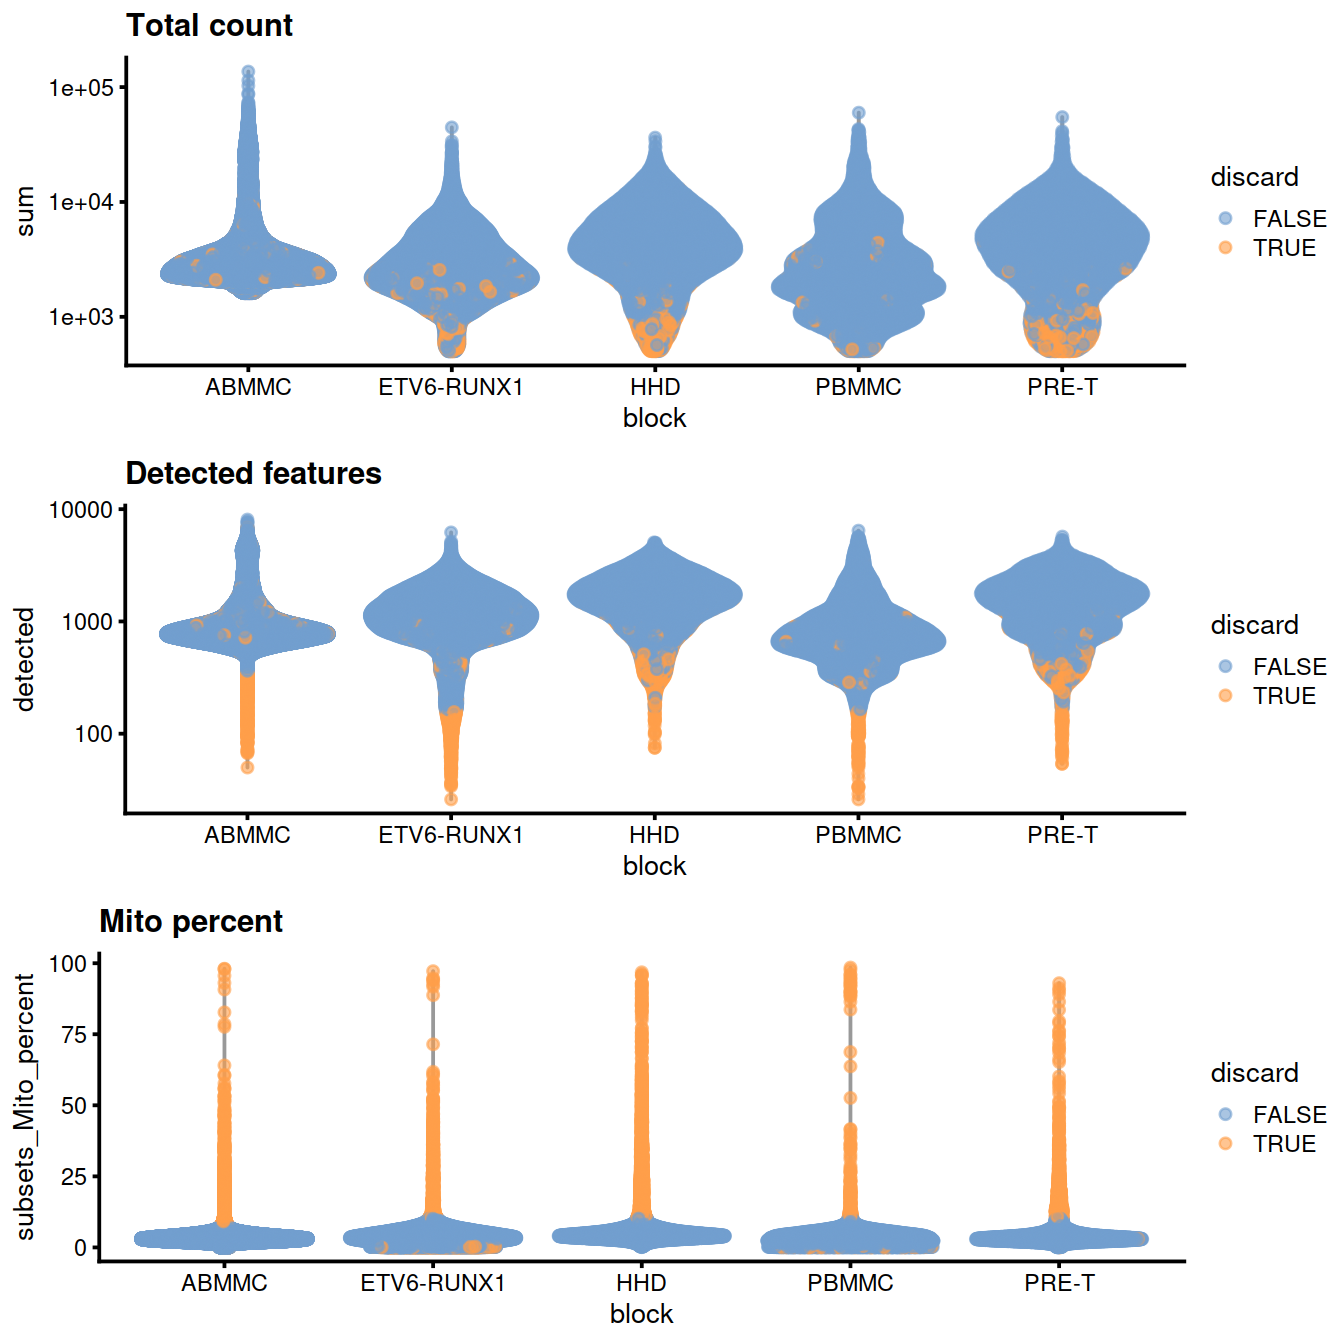 Total count
1e+05
1e+04
1e+03
sum
ABMMC ETV6-RUNX1 HHD PBMMC PRE-T
block
discard
FALSE
TRUE
Detected features
10000
1000
100
detected
ABMMC ETV6-RUNX1 HHD PBMMC PRE-T
block
discard
FALSE
TRUE
Mito percent
100
75
50
25
0
subsets_Mito_percent
ABMMC ETV6-RUNX1 HHD PBMMC PRE-T
block
discard
FALSE
TRUE